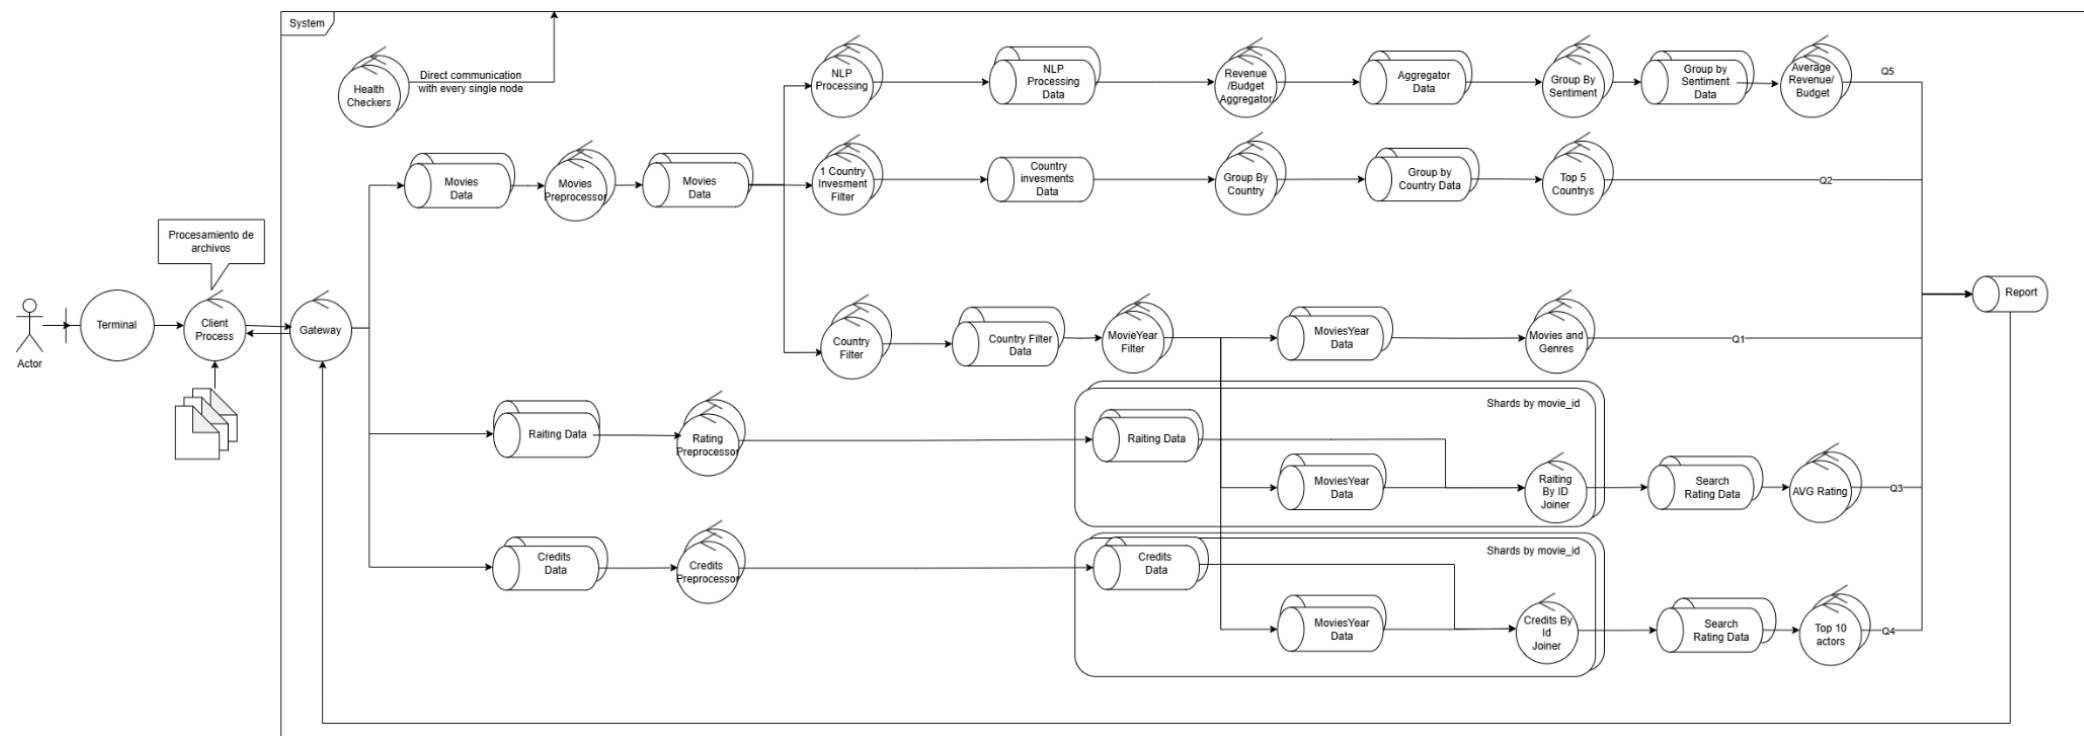 System
Health
Checkers
Direct communication
with every single node
NLP
Processing
NLP
Processing
Data
Revenue
/Budget
Aggregator
Aggregator
Data
Group By
Sentiment
Group by
Sentiment
Data
Average
Revenue/
Budget
Q5
Movies
Data
Movies
Preprocessor
Movies
Data
1 Country
Invesment
Filter
Country
invesments
Data
Group By
Country
Group by
Country Data
Top 5
Countrys
Q2
Procesamiento de
archivos
Actor
Terminal
Client
Process
Gateway
Country
Filter
Country Filter
Data
MovieYear
Filter
MoviesYear
Data
Movies and
Genres
Q1
Report
Raiting Data
Rating
Preprocessor
Shards by movie_id
Raiting Data
MoviesYear
Data
Raiting
By ID
Joiner
Search
Rating Data
AVG Rating
Q3
Credits
Data
Credits
Preprocessor
Shards by movie_id
Credits
Data
MoviesYear
Data
Credits By
Id
Joiner
Search
Rating Data
Top 10
actors
Q4